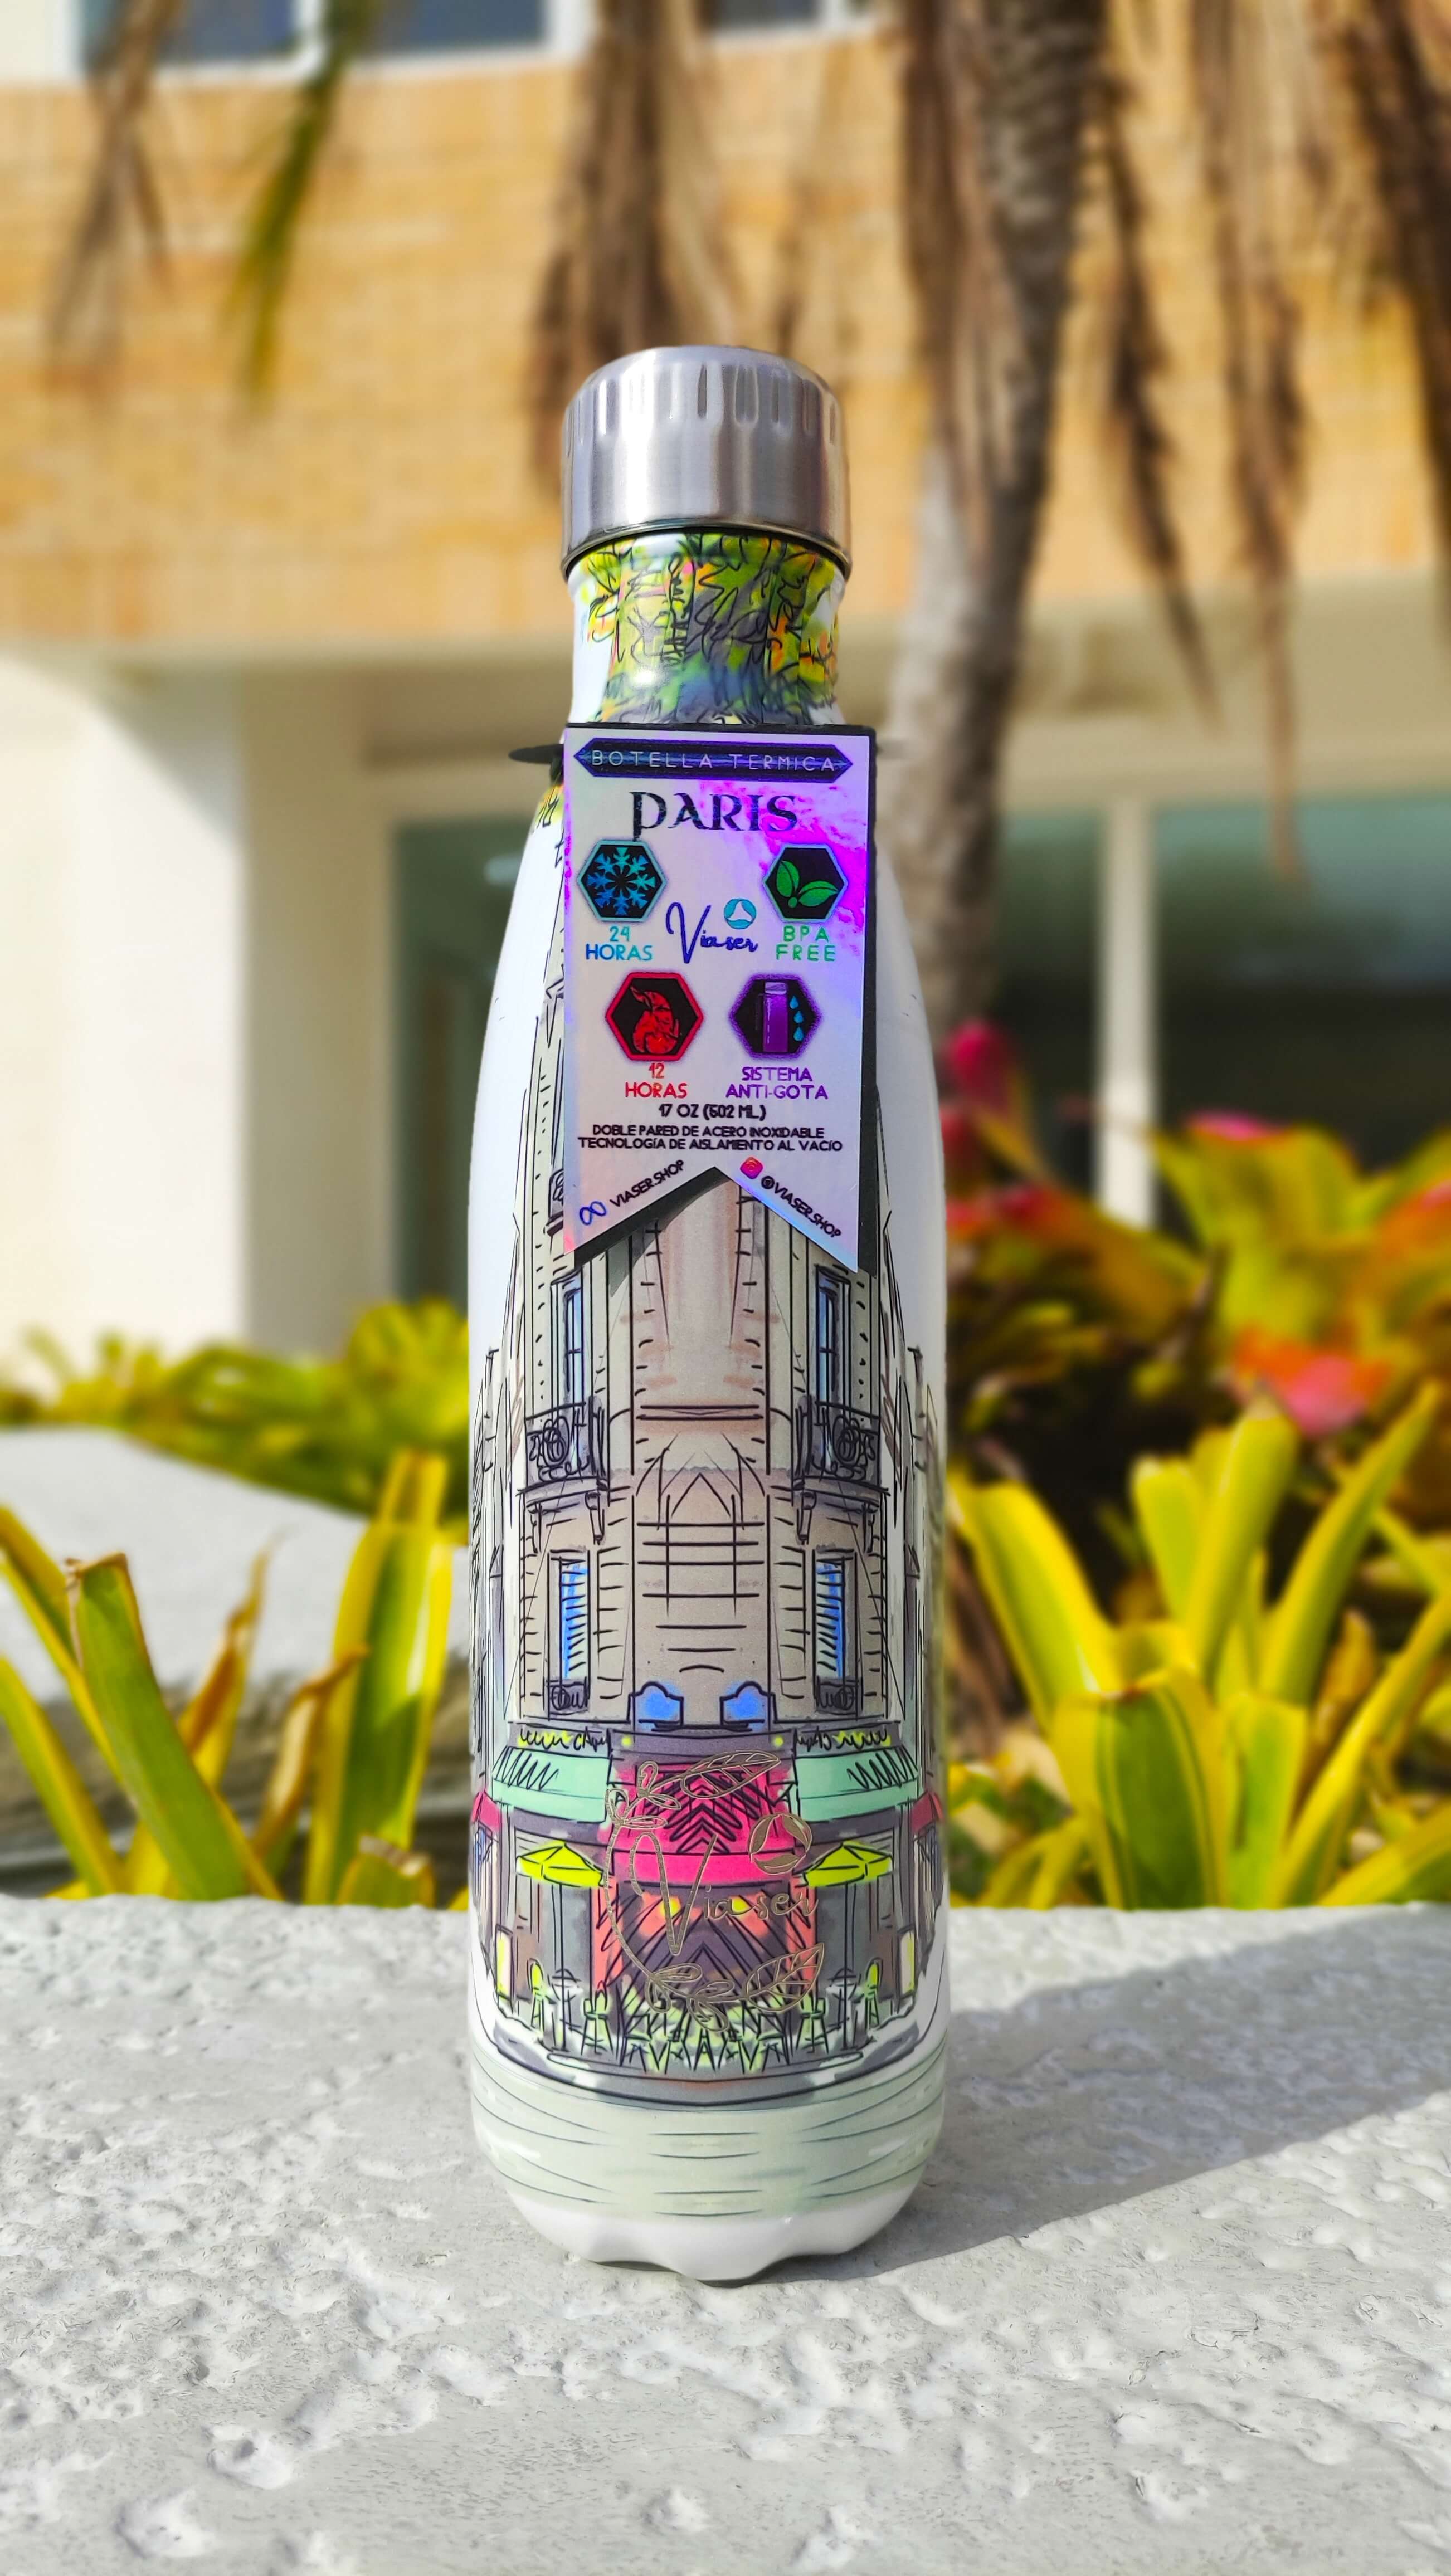 BOTELLA TERMICA
PARIS
24
HORAS
Viaser
BPA
FREE
12
HORAS
SISTEMA
ANTI-GOTA
17 OZ (502 ML)
DOBLE PARED DE ACERO INOXIDABLE
TECNOLOGÍA DE AISLAMIENTO AL VACÍO
VIASER.SHOP
@VIASER.SHOP
Viaser